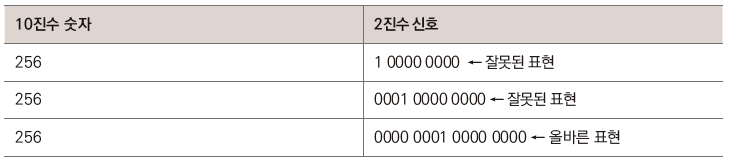 10진수 숫자 2진수 신호
256 1 0000 0000 ← 잘못된 표현
256 0001 0000 0000 ← 잘못된 표현
256 0000 0001 0000 0000 ← 올바른 표현